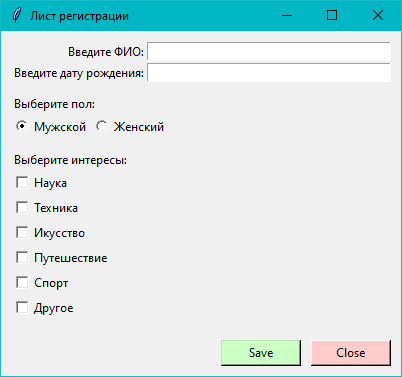 Лист регистрации
Введите ФИО:
Введите дату рождения:
Выберите пол:
Мужской Женский
Выберите интересы:
Наука
Техника
Икусство
Путешествие
Спорт
Другое
Save Close